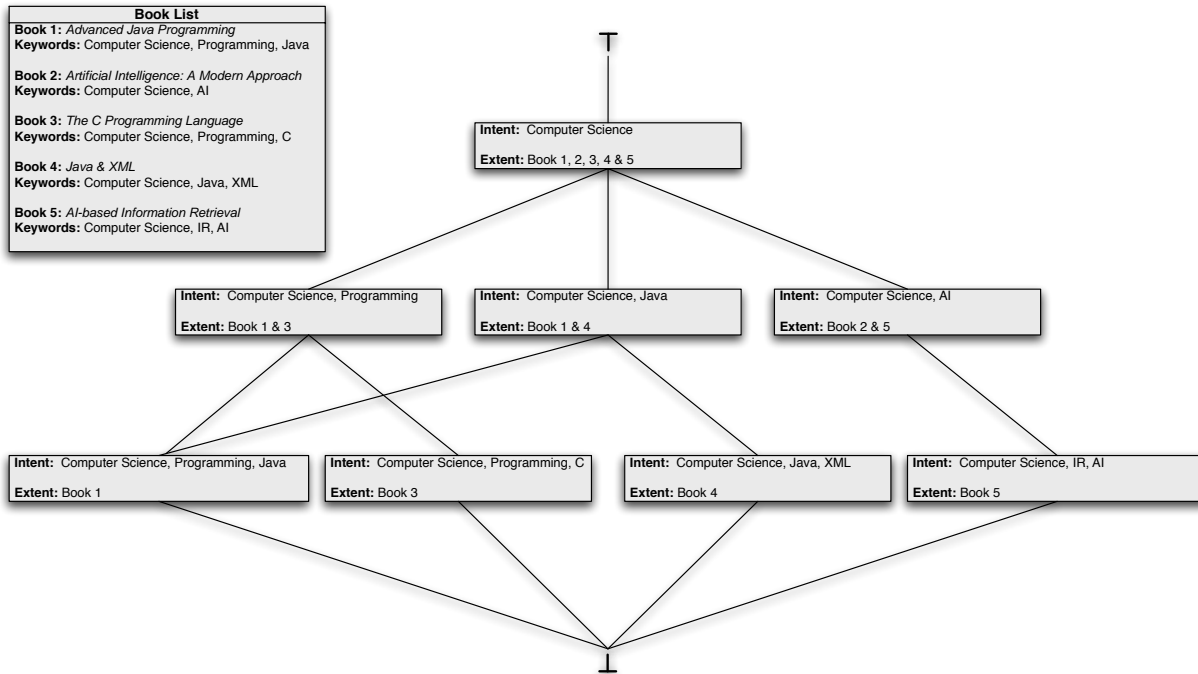 Book List
Book 1: Advanced Java Programming
Keywords: Computer Science, Programming, Java
Book 2: Artificial Intelligence: A Modern Approach
Keywords: Computer Science, AI
Book 3: The C Programming Language
Keywords: Computer Science, Programming, C
Book 4: Java & XML
Keywords: Computer Science, Java, XML
Book 5: AI-based Information Retrieval
Keywords: Computer Science, IR, AI
⊤
Intent: Computer Science
Extent: Book 1, 2, 3, 4 & 5
Intent: Computer Science, Programming
Extent: Book 1 & 3
Intent: Computer Science, Java
Extent: Book 1 & 4
Intent: Computer Science, AI
Extent: Book 2 & 5
Intent: Computer Science, Programming, Java
Extent: Book 1
Intent: Computer Science, Programming, C
Extent: Book 3
Intent: Computer Science, Java, XML
Extent: Book 4
Intent: Computer Science, IR, AI
Extent: Book 5
⊥